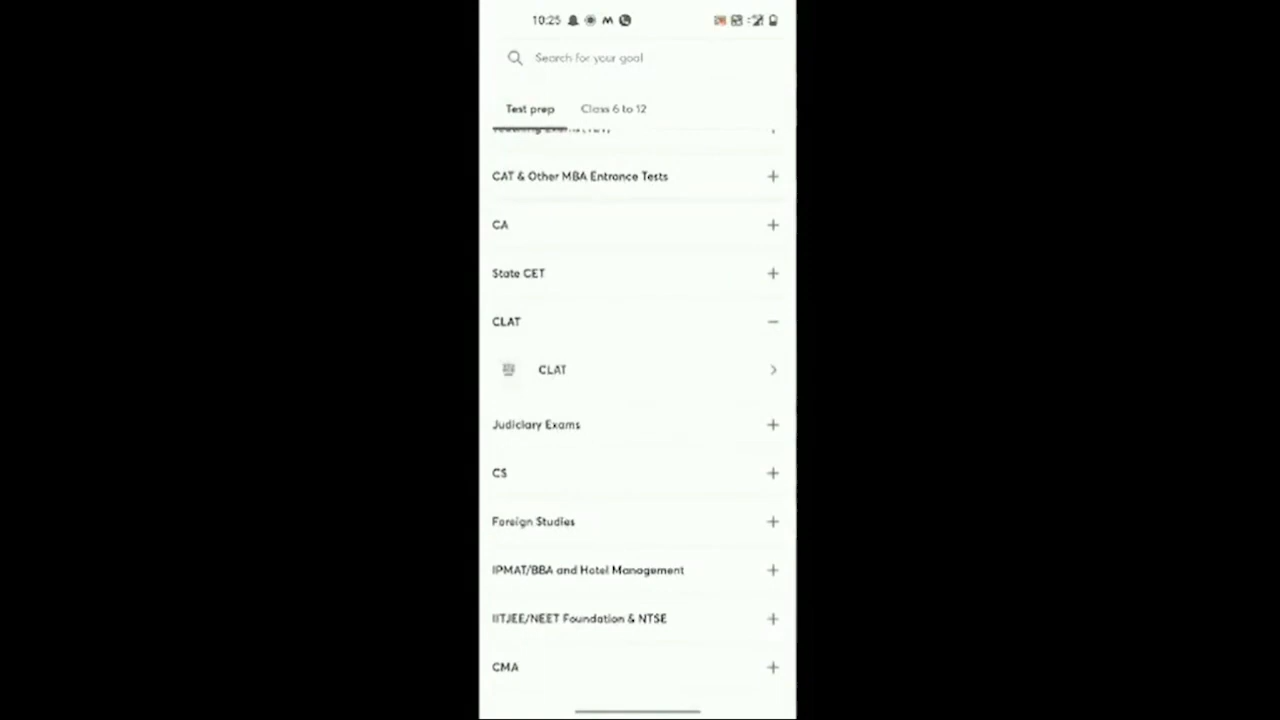 10:25
Search for your goal
Test prep Class 6 to 12
CAT & Other MBA Entrance Tests
CA
State CET
CLAT
CLAT
Judiciary Exams
CS
Foreign Studies
IPMAT/BBA and Hotel Management
IITJEE/NEET Foundation & NTSE
CMA